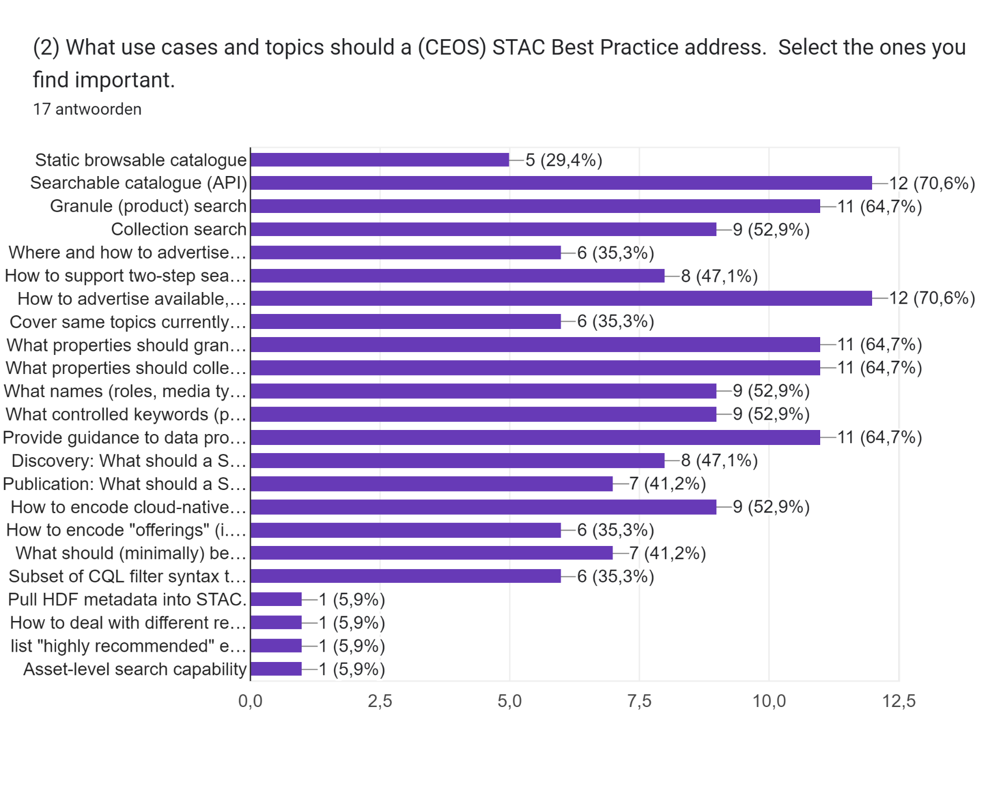 (2) What use cases and topics should a (CEOS) STAC Best Practice address.  Select the ones you
find important.
17 antwoorden
Static browsable catalogue 5 (29,4%)
Searchable catalogue (API) 12 (70,6%)
Granule (product) search 11 (64,7%)
Collection search 9 (52,9%)
Where and how to advertise… 6 (35,3%)
How to support two-step sea… 8 (47,1%)
How to advertise available,… 12 (70,6%)
Cover same topics currently… 6 (35,3%)
What properties should gran… 11 (64,7%)
What properties should colle… 11 (64,7%)
What names (roles, media ty… 9 (52,9%)
What controlled keywords (p… 9 (52,9%)
Provide guidance to data pro… 11 (64,7%)
Discovery: What should a S… 8 (47,1%)
Publication: What should a S… 7 (41,2%)
How to encode cloud-native… 9 (52,9%)
How to encode "offerings" (i.… 6 (35,3%)
What should (minimally) be… 7 (41,2%)
Subset of CQL filter syntax t… 6 (35,3%)
Pull HDF metadata into STAC. 1 (5,9%)
How to deal with different re… 1 (5,9%)
list "highly recommended" e… 1 (5,9%)
Asset-level search capability 1 (5,9%)
0,0 2,5 5,0 7,5 10,0 12,5